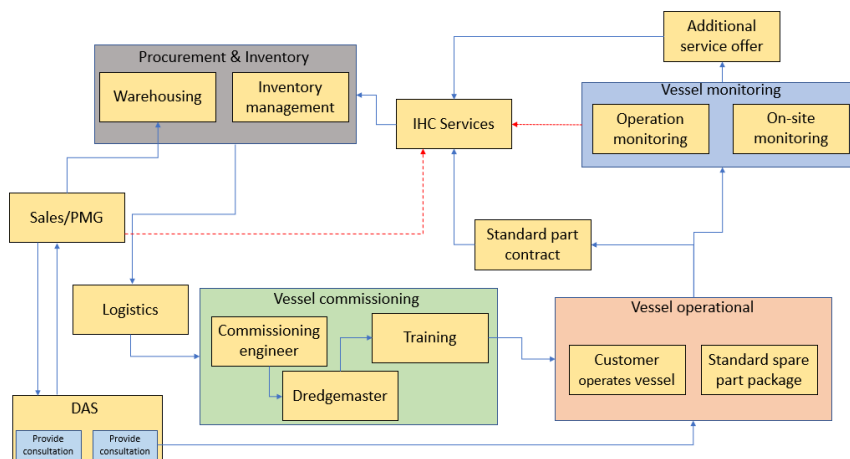 Additional
service offer
Procurement & Inventory
Warehousing
Inventory
management
IHC Services
Vessel monitoring
Operation
monitoring
On-site
monitoring
Sales/PMG
Standard part
contract
Logistics
Vessel commissioning
Commissioning
engineer
Training
Dredgemaster
Vessel operational
Customer
operates vessel
Standard spare
part package
DAS
Provide
consultation
Provide
consultation